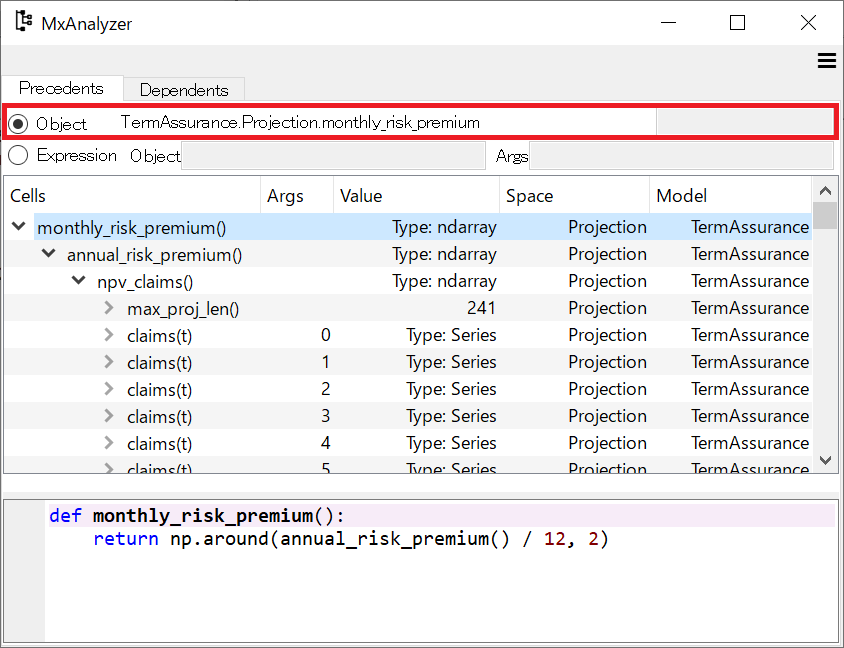 MxAnalyzer
Precedents Dependents
Object TermAssurance.Projection.monthly_risk_premium
Expression Object Args
Cells Args Value Space Model
monthly_risk_premium() Type: ndarray Projection TermAssurance
annual_risk_premium() Type: ndarray Projection TermAssurance
npv_claims() Type: ndarray Projection TermAssurance
max_proj_len() 241 Projection TermAssurance
claims(t) 0 Type: Series Projection TermAssurance
claims(t) 1 Type: Series Projection TermAssurance
claims(t) 2 Type: Series Projection TermAssurance
claims(t) 3 Type: Series Projection TermAssurance
claims(t) 4 Type: Series Projection TermAssurance
claims(t) 5 Type: Series Projection TermAssurance
def monthly_risk_premium():
    return np.around(annual_risk_premium() / 12, 2)